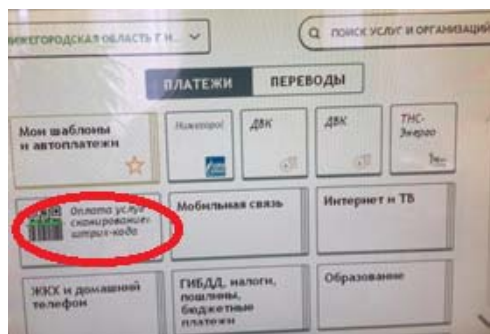 НИЖЕГОРОДСКАЯ ОБЛАСТЬ Г Н...
ПОИСК УСЛУГ И ОРГАНИЗАЦИЙ
ПЛАТЕЖИ
ПЕРЕВОДЫ
Мои шаблоны
и автоплатежи
ДВК
ДВК
ТНС-
Энерго
Оплата услуг
сканирование
штрих-кода
Мобильная связь
Интернет и ТВ
ЖКХ и домашний
телефон
ГИБДД, налоги,
пошлины,
бюджетные
платежи
Образование